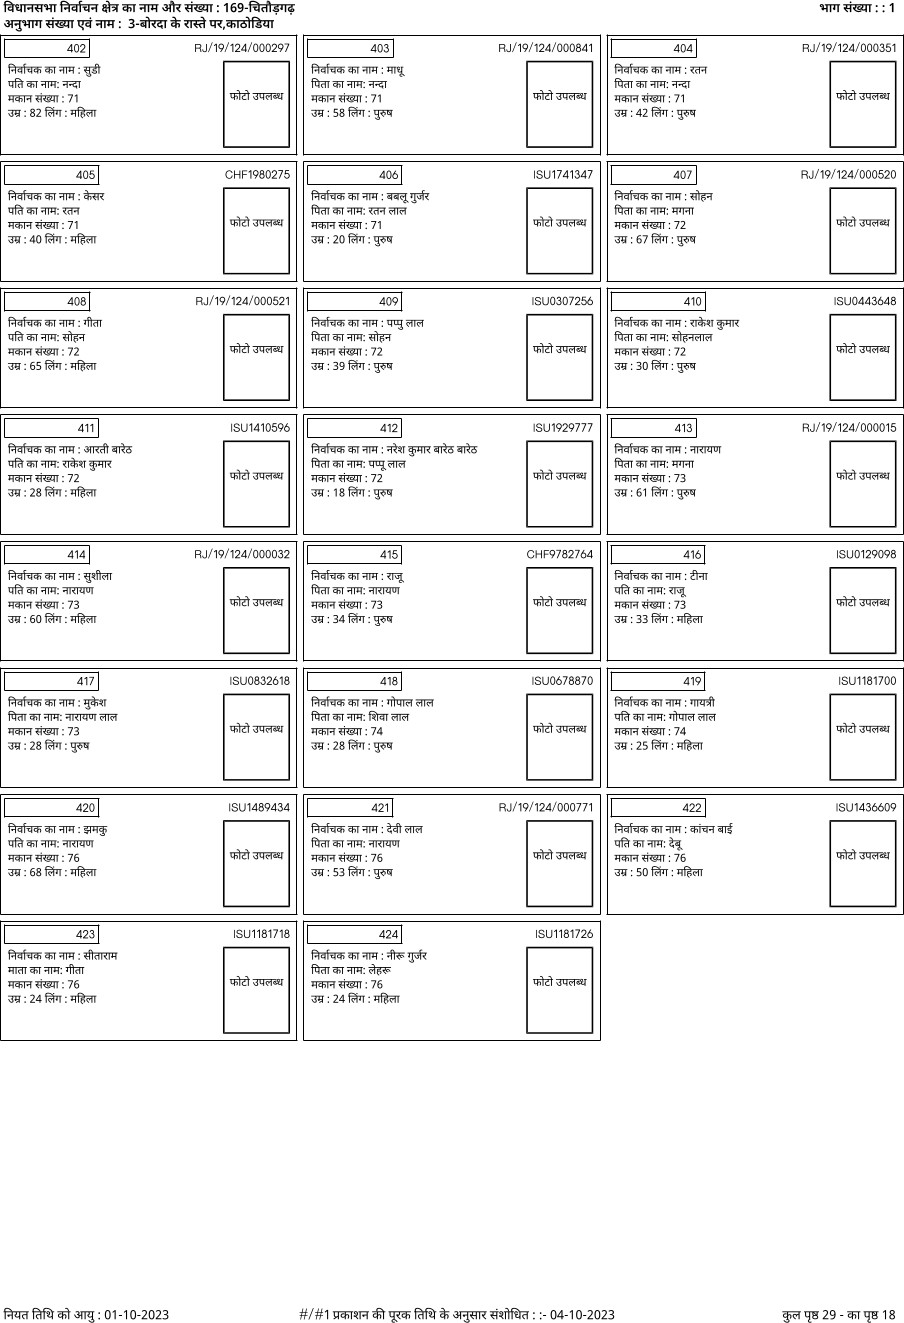 विधानसभा निर्वाचन क्षेत्र का नाम और संख्या : 169-चितौड़गढ़ भाग संख्या : : 1
अनुभाग संख्या एवं नाम : 3-बोरदा के रास्ते पर,काठोडिया
402 RJ/19/124/000297
निर्वाचक का नाम : सुडी
पति का नाम: नन्दा
मकान संख्या : 71
उम्र : 82 लिंग : महिला
फोटो उपलब्ध
403 RJ/19/124/000841
निर्वाचक का नाम : माधू
पिता का नाम: नन्दा
मकान संख्या : 71
उम्र : 58 लिंग : पुरुष
फोटो उपलब्ध
404 RJ/19/124/000351
निर्वाचक का नाम : रतन
पिता का नाम: नन्दा
मकान संख्या : 71
उम्र : 42 लिंग : पुरुष
फोटो उपलब्ध
405 CHF1980275
निर्वाचक का नाम : केसर
पति का नाम: रतन
मकान संख्या : 71
उम्र : 40 लिंग : महिला
फोटो उपलब्ध
406 ISU1741347
निर्वाचक का नाम : बबलू गुर्जर
पिता का नाम: रतन लाल
मकान संख्या : 71
उम्र : 20 लिंग : पुरुष
फोटो उपलब्ध
407 RJ/19/124/000520
निर्वाचक का नाम : सोहन
पिता का नाम: मगना
मकान संख्या : 72
उम्र : 67 लिंग : पुरुष
फोटो उपलब्ध
408 RJ/19/124/000521
निर्वाचक का नाम : गीता
पति का नाम: सोहन
मकान संख्या : 72
उम्र : 65 लिंग : महिला
फोटो उपलब्ध
409 ISU0307256
निर्वाचक का नाम : पप्पु लाल
पिता का नाम: सोहन
मकान संख्या : 72
उम्र : 39 लिंग : पुरुष
फोटो उपलब्ध
410 ISU0443648
निर्वाचक का नाम : राकेश कुमार
पिता का नाम: सोहनलाल
मकान संख्या : 72
उम्र : 30 लिंग : पुरुष
फोटो उपलब्ध
411 ISU1410596
निर्वाचक का नाम : आरती बारेठ
पति का नाम: राकेश कुमार
मकान संख्या : 72
उम्र : 28 लिंग : महिला
फोटो उपलब्ध
412 ISU1929777
निर्वाचक का नाम : नरेश कुमार बारेठ बारेठ
पिता का नाम: पप्पू लाल
मकान संख्या : 72
उम्र : 18 लिंग : पुरुष
फोटो उपलब्ध
413 RJ/19/124/000015
निर्वाचक का नाम : नारायण
पिता का नाम: मगना
मकान संख्या : 73
उम्र : 61 लिंग : पुरुष
फोटो उपलब्ध
414 RJ/19/124/000032
निर्वाचक का नाम : सुशीला
पति का नाम: नारायण
मकान संख्या : 73
उम्र : 60 लिंग : महिला
फोटो उपलब्ध
415 CHF9782764
निर्वाचक का नाम : राजू
पिता का नाम: नारायण
मकान संख्या : 73
उम्र : 34 लिंग : पुरुष
फोटो उपलब्ध
416 ISU0129098
निर्वाचक का नाम : टीना
पति का नाम: राजू
मकान संख्या : 73
उम्र : 33 लिंग : महिला
फोटो उपलब्ध
417 ISU0832618
निर्वाचक का नाम : मुकेश
पिता का नाम: नारायण लाल
मकान संख्या : 73
उम्र : 28 लिंग : पुरुष
फोटो उपलब्ध
418 ISU0678870
निर्वाचक का नाम : गोपाल लाल
पिता का नाम: शिवा लाल
मकान संख्या : 74
उम्र : 28 लिंग : पुरुष
फोटो उपलब्ध
419 ISU1181700
निर्वाचक का नाम : गायत्री
पति का नाम: गोपाल लाल
मकान संख्या : 74
उम्र : 25 लिंग : महिला
फोटो उपलब्ध
420 ISU1489434
निर्वाचक का नाम : झमकु
पति का नाम: नारायण
मकान संख्या : 76
उम्र : 68 लिंग : महिला
फोटो उपलब्ध
421 RJ/19/124/000771
निर्वाचक का नाम : देवी लाल
पिता का नाम: नारायण
मकान संख्या : 76
उम्र : 53 लिंग : पुरुष
फोटो उपलब्ध
422 ISU1436609
निर्वाचक का नाम : कांचन बाई
पति का नाम: देबू
मकान संख्या : 76
उम्र : 50 लिंग : महिला
फोटो उपलब्ध
423 ISU1181718
निर्वाचक का नाम : सीताराम
माता का नाम: गीता
मकान संख्या : 76
उम्र : 24 लिंग : महिला
फोटो उपलब्ध
424 ISU1181726
निर्वाचक का नाम : नीरू गुर्जर
पिता का नाम: लेहरू
मकान संख्या : 76
उम्र : 24 लिंग : महिला
फोटो उपलब्ध
नियत तिथि को आयु : 01-10-2023 #/#1 प्रकाशन की पूरक तिथि के अनुसार संशोधित : :- 04-10-2023 कुल पृष्ठ 29 - का पृष्ठ 18